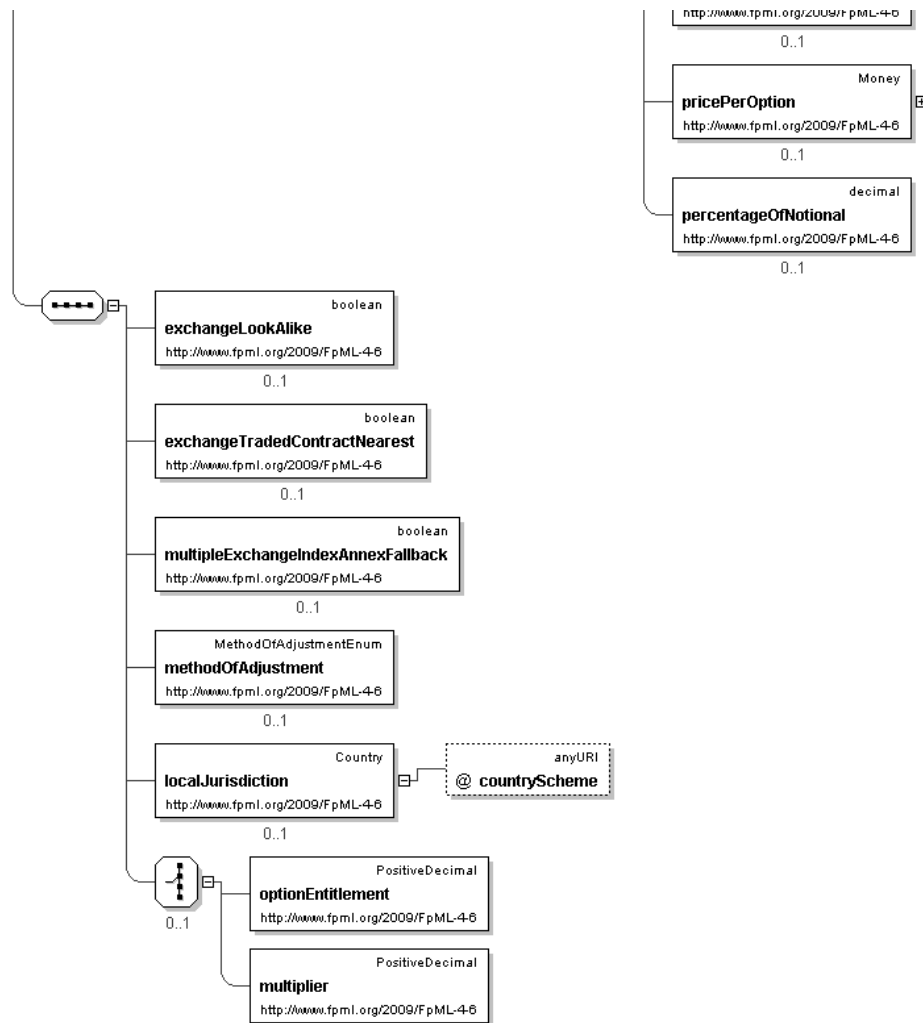 http://www.fpml.org/2009/FpML-4-6
0..1
Money
pricePerOption
http://www.fpml.org/2009/FpML-4-6
0..1
decimal
percentageOfNotional
http://www.fpml.org/2009/FpML-4-6
0..1
boolean
exchangeLookAlike
http://www.fpml.org/2009/FpML-4-6
0..1
boolean
exchangeTradedContractNearest
http://www.fpml.org/2009/FpML-4-6
0..1
boolean
multipleExchangeIndexAnnexFallback
http://www.fpml.org/2009/FpML-4-6
0..1
MethodOfAdjustmentEnum
methodOfAdjustment
http://www.fpml.org/2009/FpML-4-6
0..1
Country
localJurisdiction
http://www.fpml.org/2009/FpML-4-6
0..1
anyURI
@ countryScheme
0..1
PositiveDecimal
optionEntitlement
http://www.fpml.org/2009/FpML-4-6
PositiveDecimal
multiplier
http://www.fpml.org/2009/FpML-4-6